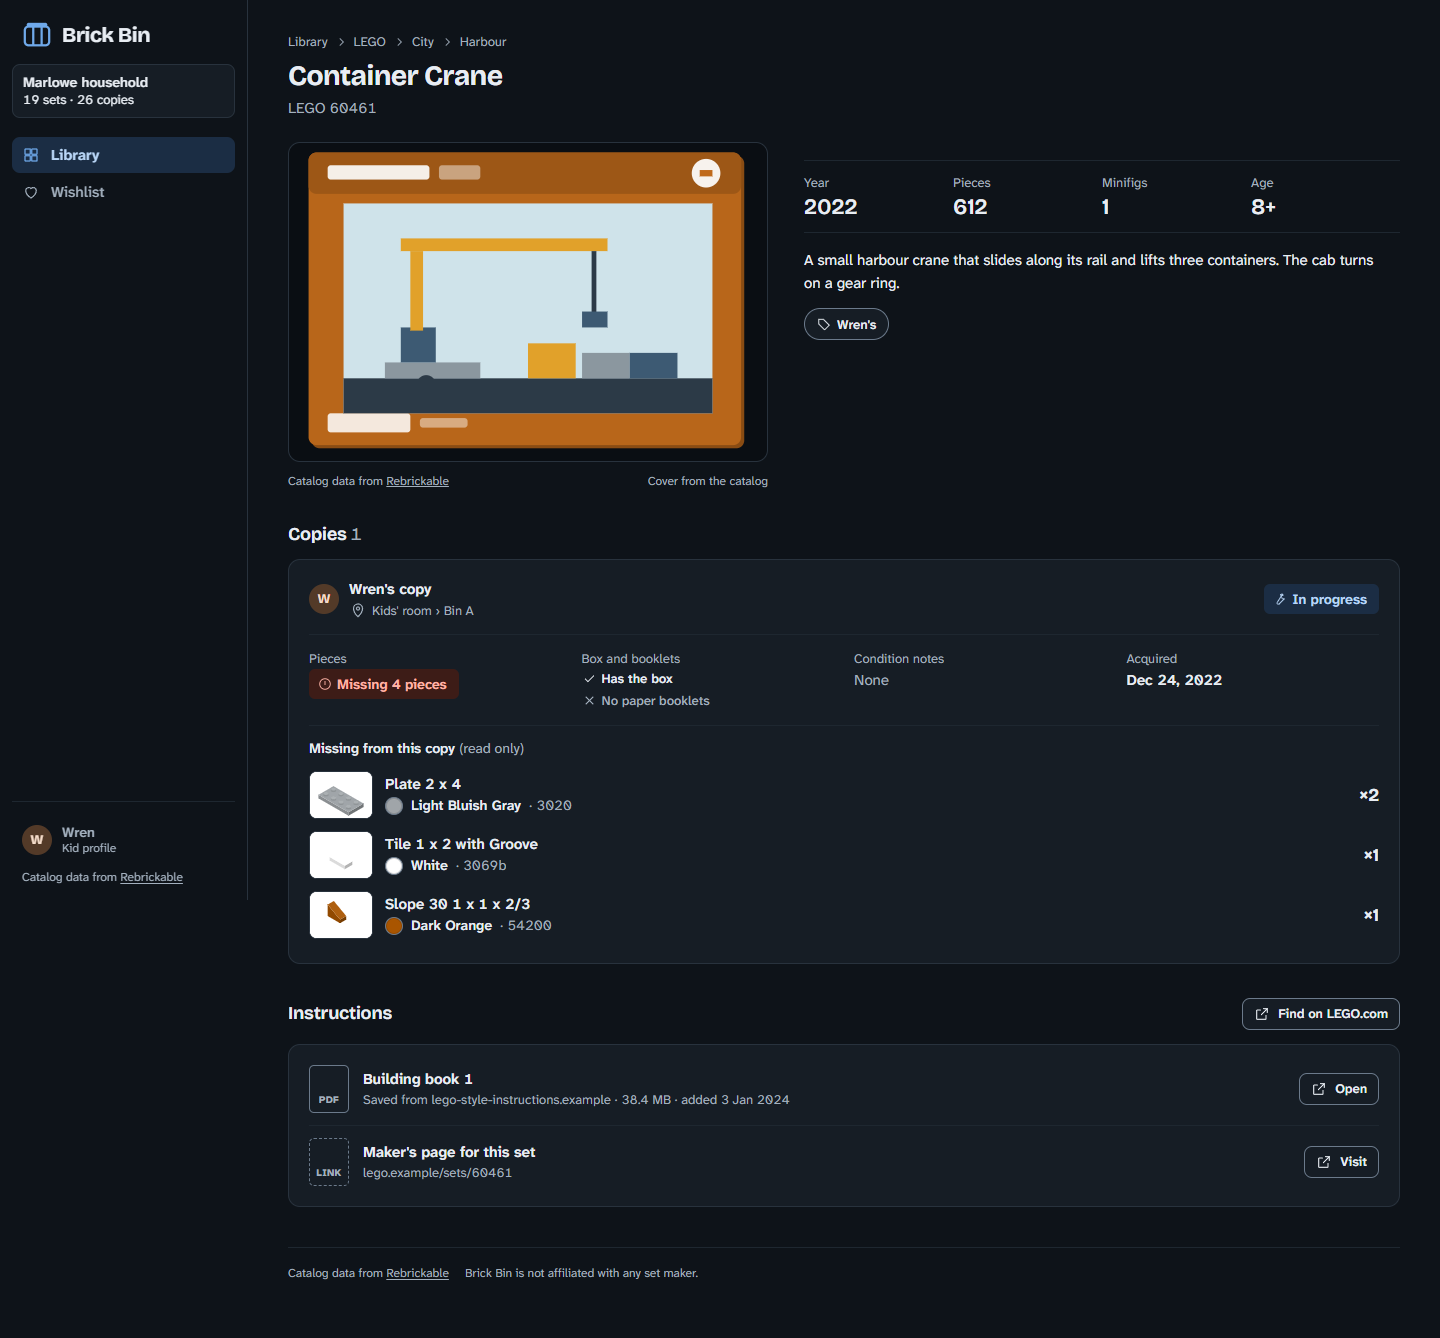 Brick Bin
Marlowe household
19 sets · 26 copies
Library
Wishlist
Wren
Kid profile
Catalog data from Rebrickable
Library > LEGO > City > Harbour
Container Crane
LEGO 60461
Year
2022
Pieces
612
Minifigs
1
Age
8+
A small harbour crane that slides along its rail and lifts three containers. The cab turns
on a gear ring.
Wren's
Catalog data from Rebrickable
Cover from the catalog
Copies 1
W
Wren's copy
Kids' room › Bin A
In progress
Pieces
Missing 4 pieces
Box and booklets
Has the box
No paper booklets
Condition notes
None
Acquired
Dec 24, 2022
Missing from this copy (read only)
Plate 2 x 4
Light Bluish Gray · 3020
×2
Tile 1 x 2 with Groove
White · 3069b
×1
Slope 30 1 x 1 x 2/3
Dark Orange · 54200
×1
Instructions
Find on LEGO.com
PDF
Building book 1
Saved from lego-style-instructions.example · 38.4 MB · added 3 Jan 2024
Open
LINK
Maker's page for this set
lego.example/sets/60461
Visit
Catalog data from Rebrickable
Brick Bin is not affiliated with any set maker.
W